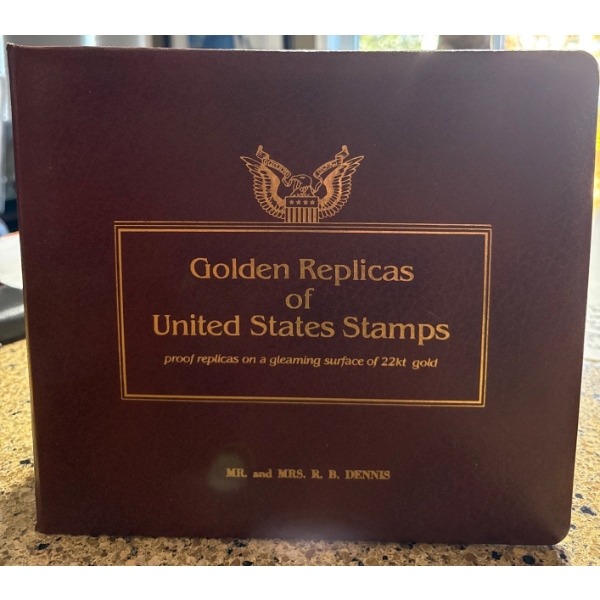 Golden Replicas
of
United States Stamps
proof replicas on a gleaming surface of 22kt gold
MR. and MRS. R. B. DENNIS